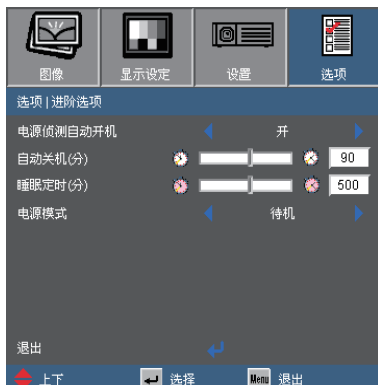 图像 显示设定 设置 选项
选项 | 进阶选项
电源侦测自动开机 开
自动关机(分) 90
睡眠定时(分) 500
电源模式 待机
退出
上下 选择 Menu 退出